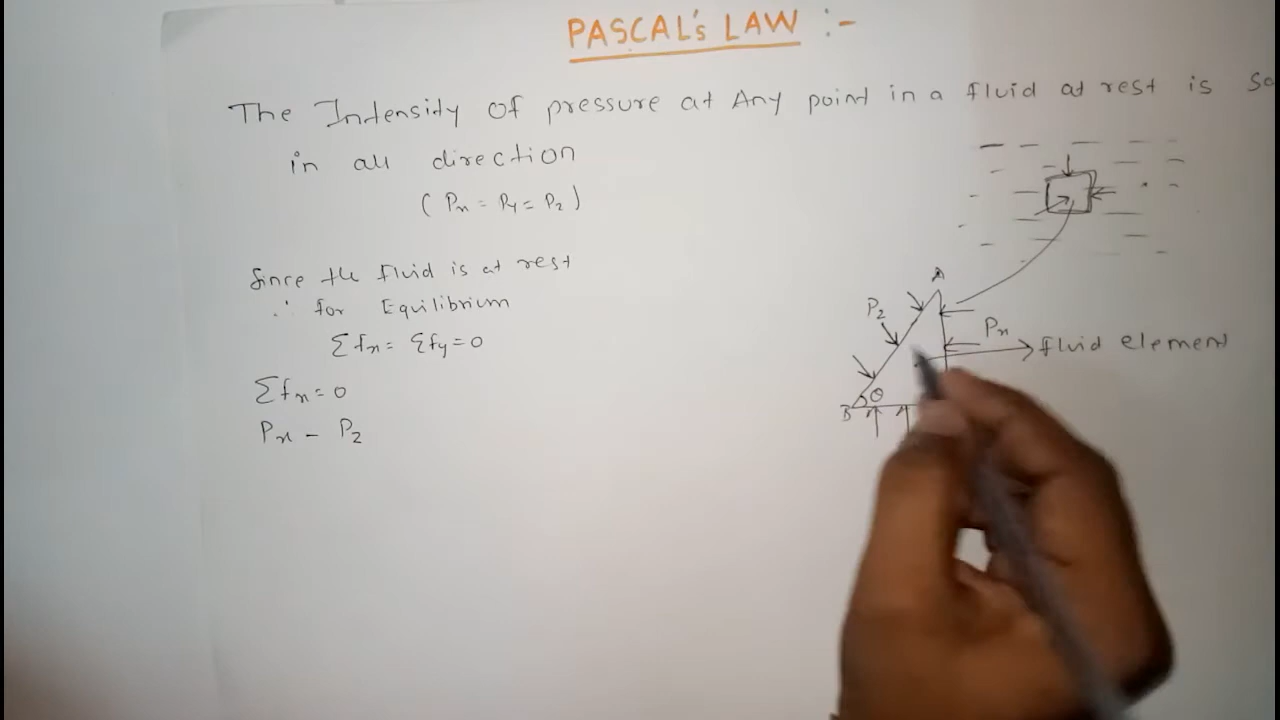 PASCAL's LAW :-
The Intensity of pressure at Any point in a fluid at rest is
in all direction
( Px = Py = Pz )
Since the fluid is at rest
∴ for Equilibrium
Σfx = Σfy = 0
Σfx = 0
Px - Pz
A
Pz
Px
fluid element
B
θ